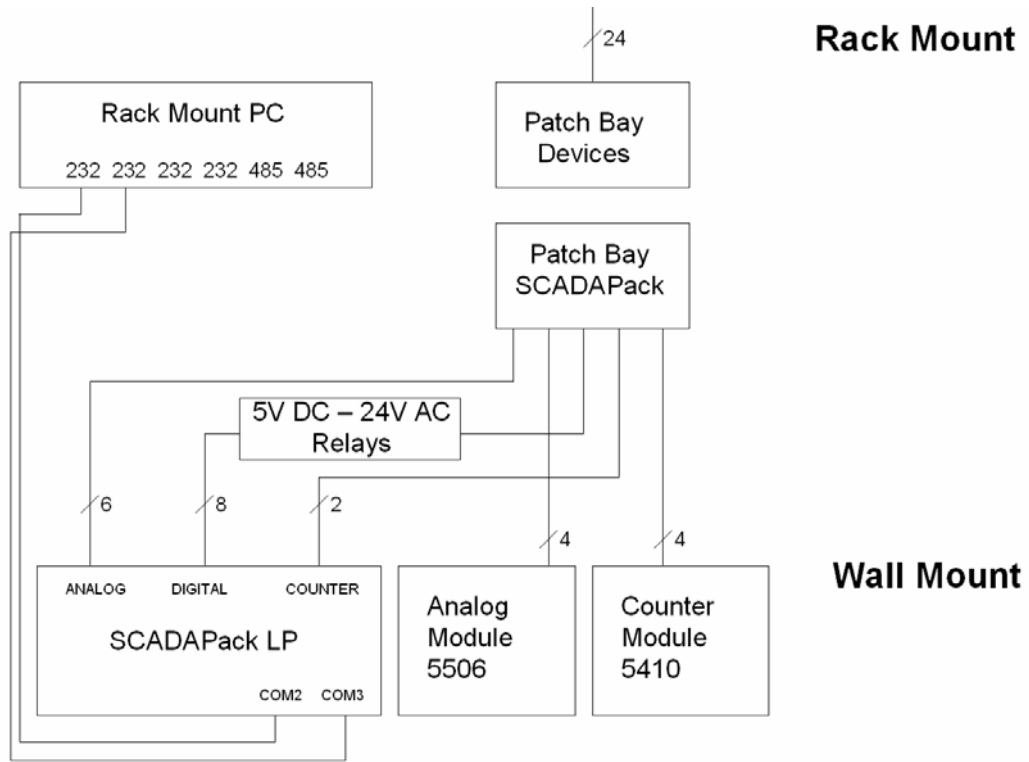 24
Rack Mount
Rack Mount PC
232 232 232 232 485 485
Patch Bay
Devices
Patch Bay
SCADAPack
5V DC – 24V AC
Relays
6
8
2
4
4
ANALOG
DIGITAL
COUNTER
SCADAPack LP
COM2
COM3
Analog
Module
5506
Counter
Module
5410
Wall Mount